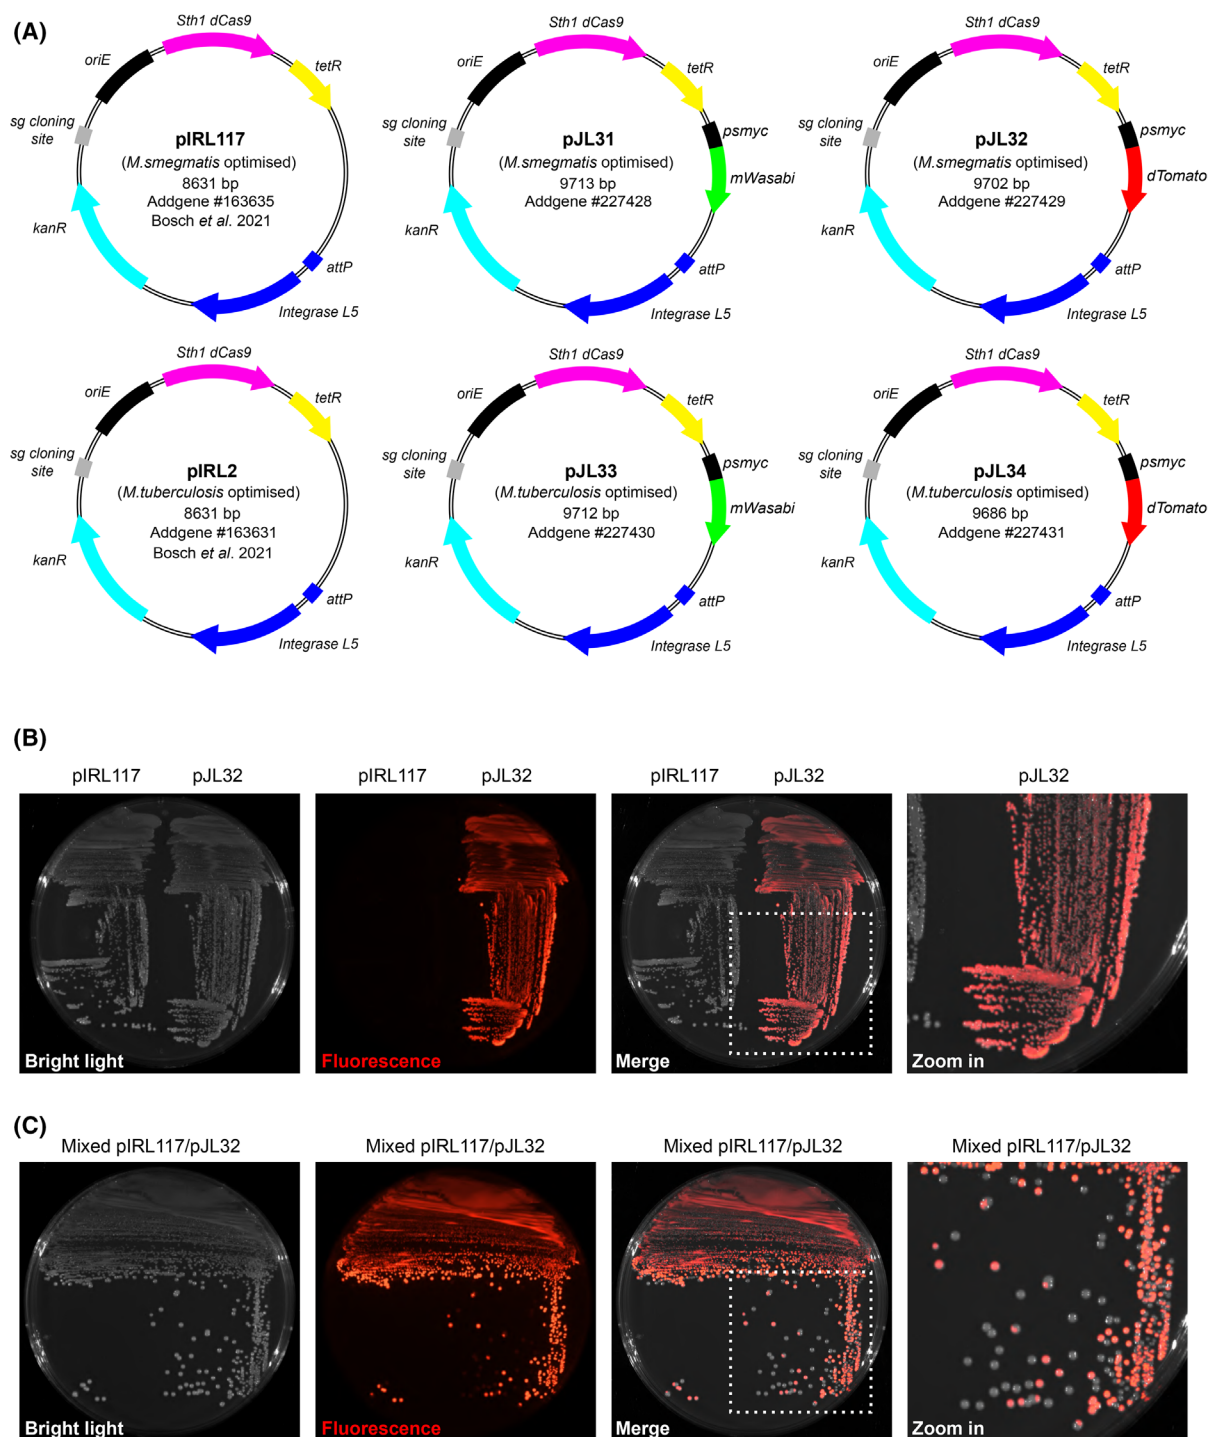 (A)
Sth1 dCas9
oriE
tetR
sg cloning
site
pIRL117
(M.smegmatis optimised)
8631 bp
Addgene #163635
Bosch et al. 2021
kanR
attP
Integrase L5
Sth1 dCas9
oriE
tetR
sg cloning
site
psmyc
pJL31
(M.smegmatis optimised)
9713 bp
Addgene #227428
mWasabi
kanR
attP
Integrase L5
Sth1 dCas9
oriE
tetR
sg cloning
site
psmyc
pJL32
(M.smegmatis optimised)
9702 bp
Addgene #227429
dTomato
kanR
attP
Integrase L5
Sth1 dCas9
oriE
tetR
sg cloning
site
pIRL2
(M.tuberculosis optimised)
8631 bp
Addgene #163631
Bosch et al. 2021
kanR
attP
Integrase L5
Sth1 dCas9
oriE
tetR
sg cloning
site
psmyc
pJL33
(M.tuberculosis optimised)
9712 bp
Addgene #227430
mWasabi
kanR
attP
Integrase L5
Sth1 dCas9
oriE
tetR
sg cloning
site
psmyc
pJL34
(M.tuberculosis optimised)
9686 bp
Addgene #227431
dTomato
kanR
attP
Integrase L5
(B)
pIRL117 pJL32
pIRL117 pJL32
pIRL117 pJL32
pJL32
Bright light
Fluorescence
Merge
Zoom in
(C)
Mixed pIRL117/pJL32
Mixed pIRL117/pJL32
Mixed pIRL117/pJL32
Mixed pIRL117/pJL32
Bright light
Fluorescence
Merge
Zoom in